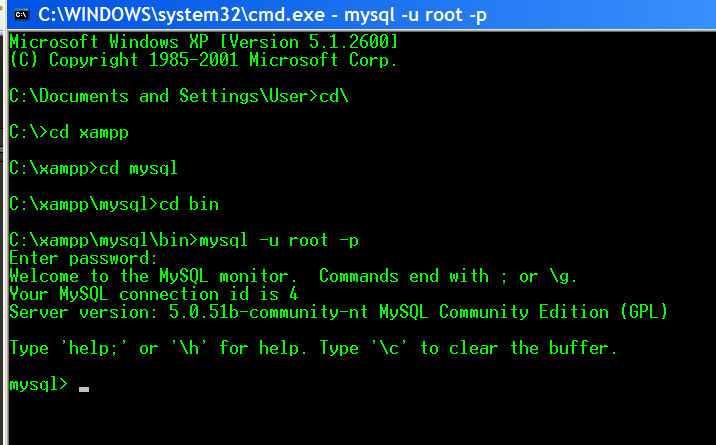 C:\WINDOWS\system32\cmd.exe - mysql -u root -p
Microsoft Windows XP [Version 5.1.2600]
(C) Copyright 1985-2001 Microsoft Corp.
C:\Documents and Settings\User>cd\
C:\>cd xampp
C:\xampp>cd mysql
C:\xampp\mysql>cd bin
C:\xampp\mysql\bin>mysql -u root -p
Enter password:
Welcome to the MySQL monitor.  Commands end with ; or \g.
Your MySQL connection id is 4
Server version: 5.0.51b-community-nt MySQL Community Edition (GPL)
Type 'help;' or '\h' for help. Type '\c' to clear the buffer.
mysql> _